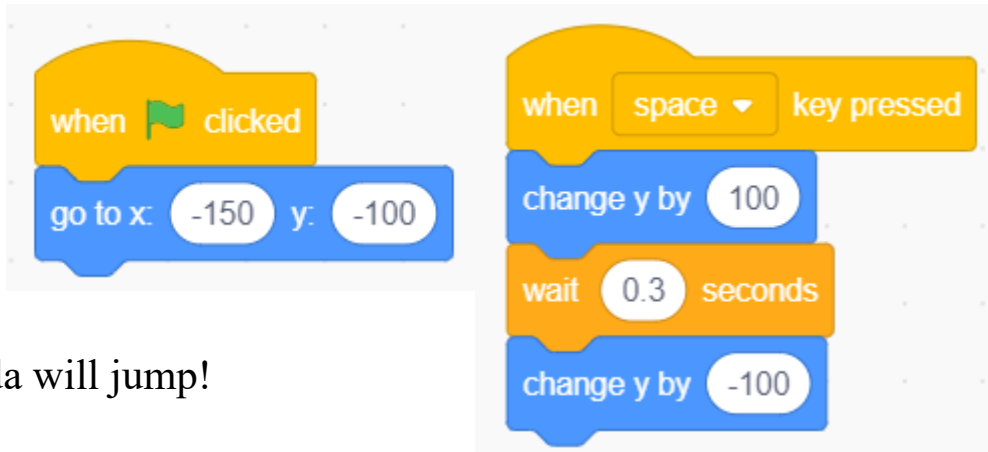 when clicked
go to x: -150 y: -100
will jump!
when space key pressed
change y by 100
wait 0.3 seconds
change y by -100